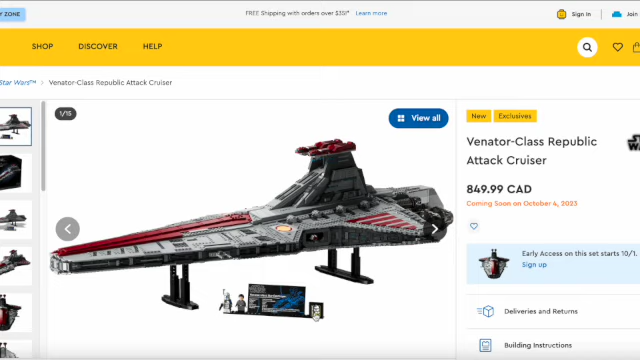 Y ZONE
FREE Shipping with orders over $35!*
Learn more
Sign In
Join
SHOP
DISCOVER
HELP
Star Wars™
Venator-Class Republic Attack Cruiser
1/15
View all
New
Exclusives
Venator-Class Republic
Attack Cruiser
849.99 CAD
Coming Soon on October 4, 2023
Early Access on this set starts 10/1.
Sign up
Deliveries and Returns
Building Instructions